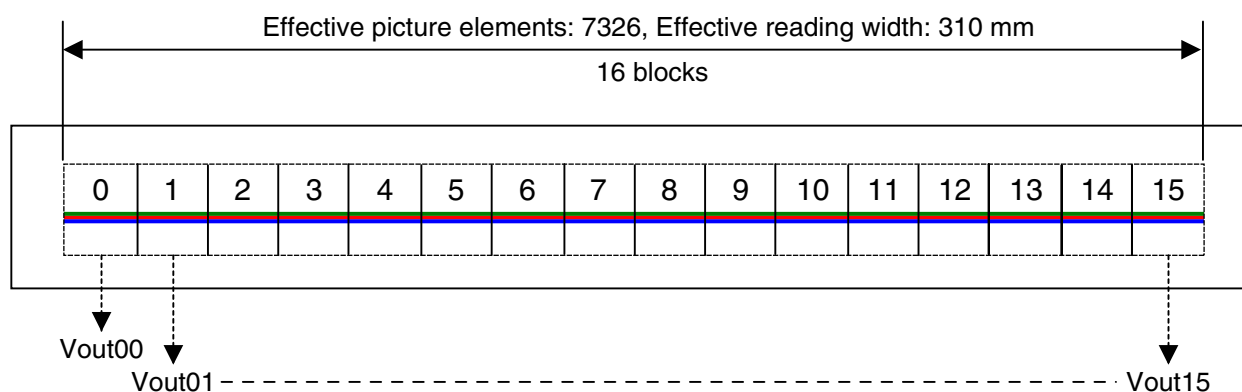 Effective picture elements: 7326, Effective reading width: 310 mm
16 blocks
0 1 2 3 4 5 6 7 8 9 10 11 12 13 14 15
Vout00
Vout01 Vout15